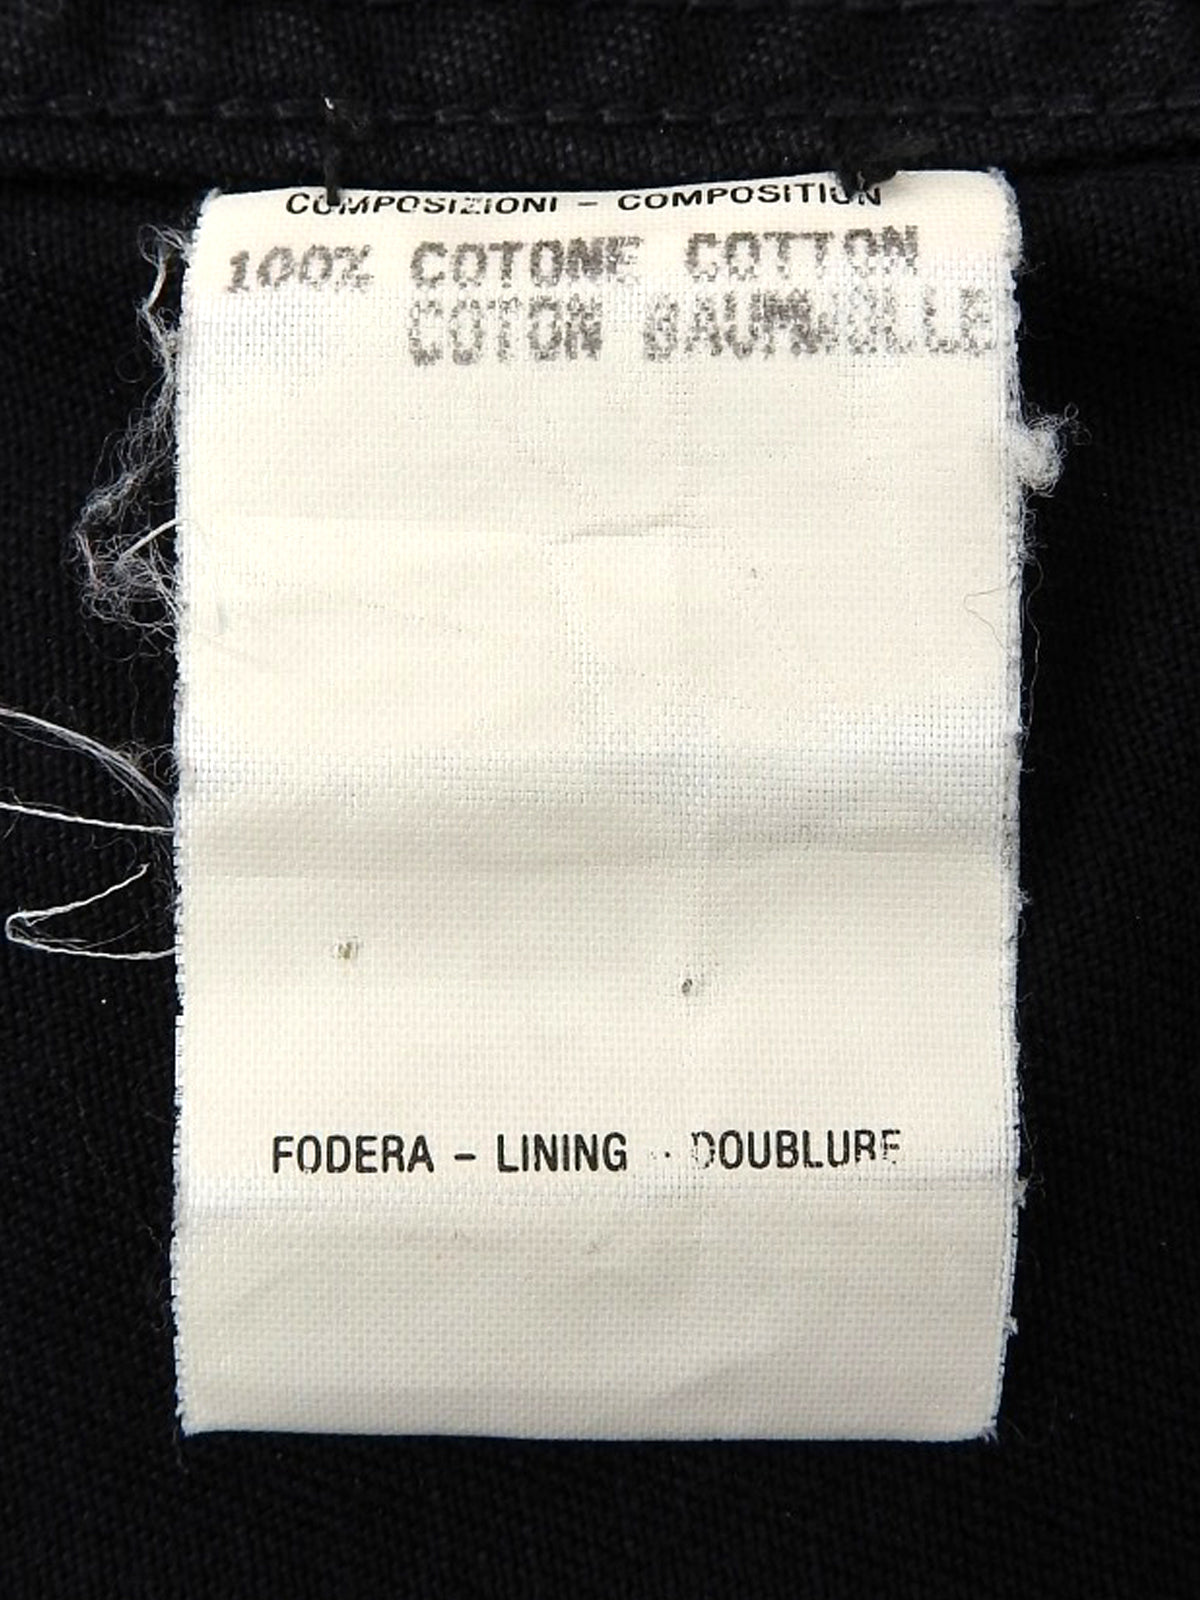 COMPOSIZIONI - COMPOSITION
100% COTONE COTTON
COTON BAUMWOLLE
FODERA - LINING - DOUBLURE